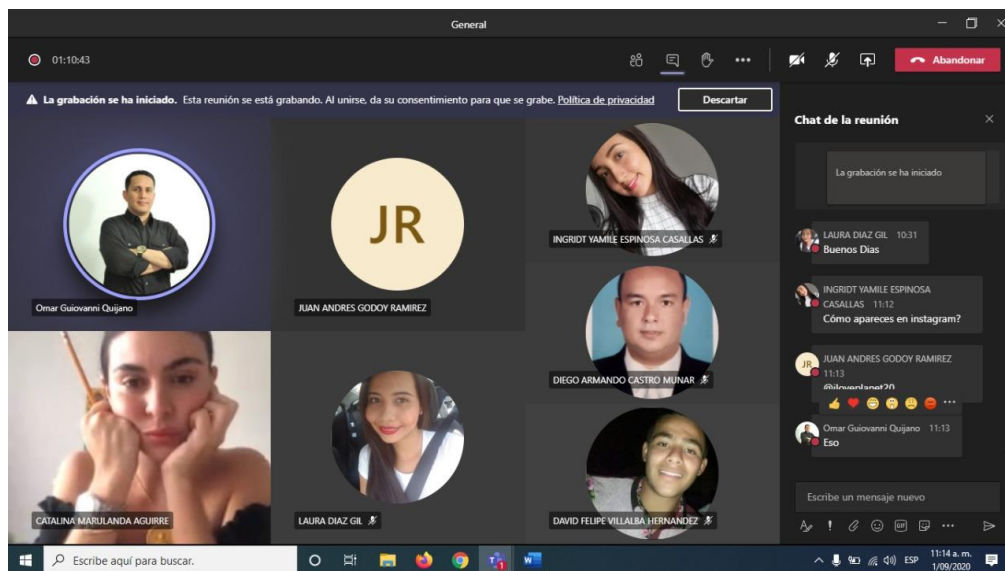 General
01:10:43
Abandonar
La grabación se ha iniciado. Esta reunión se está grabando. Al unirse, da su consentimiento para que se grabe. Política de privacidad
Descartar
Omar Guiovanni Quijano
JR
JUAN ANDRES GODOY RAMIREZ
INGRIDT YAMILE ESPINOSA CASALLAS
DIEGO ARMANDO CASTRO MUNAR
CATALINA MARULANDA AGUIRRE
LAURA DIAZ GIL
DAVID FELIPE VILLALBA HERNANDEZ
Chat de la reunión
La grabación se ha iniciado
LAURA DIAZ GIL 10:31
Buenos Dias
INGRIDT YAMILE ESPINOSA
CASALLAS 11:12
Cómo apareces en instagram?
JR
JUAN ANDRES GODOY RAMIREZ
11:13
@iloveplanet20
Omar Guiovanni Quijano 11:13
Eso
Escribe un mensaje nuevo
GIF
Escribe aquí para buscar.
ESP
11:14 a. m.
1/09/2020